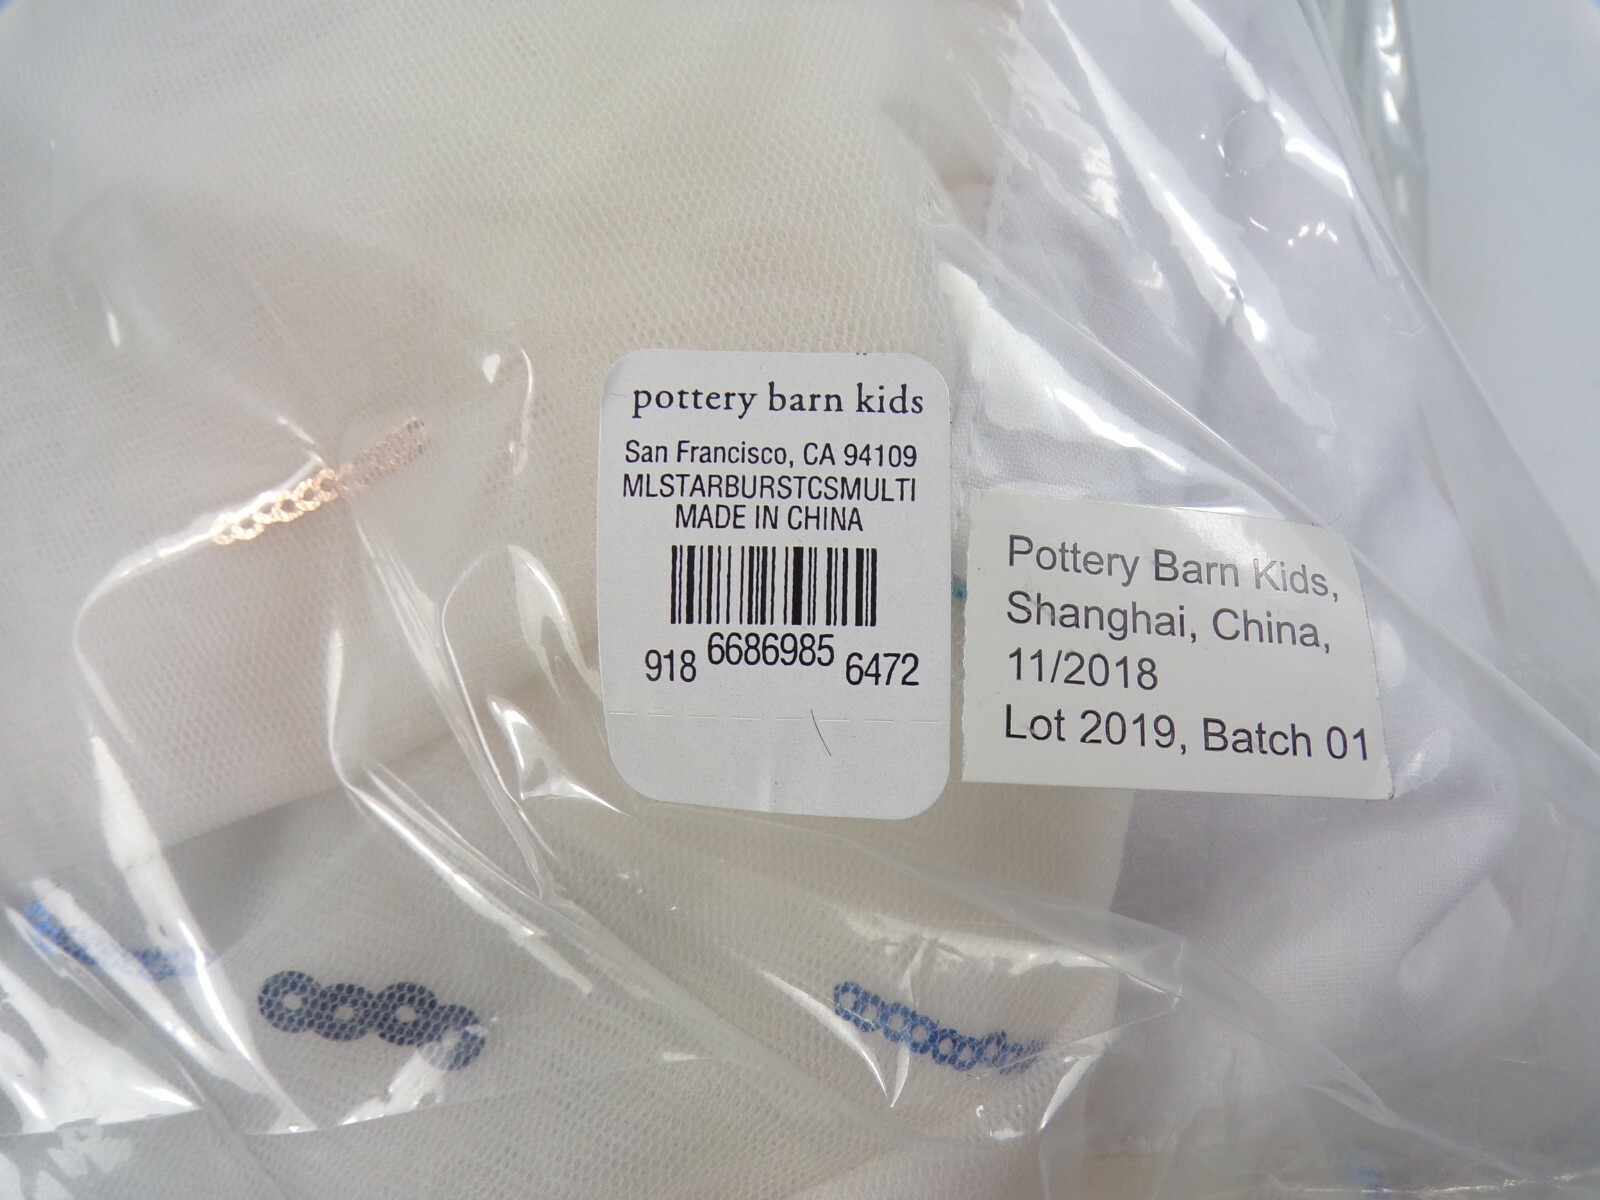 pottery barn kids
San Francisco, CA 94109
MLSTARBURSTCSMULTI
MADE IN CHINA
918 6686985 6472
Pottery Barn Kids,
Shanghai, China,
11/2018
Lot 2019, Batch 01